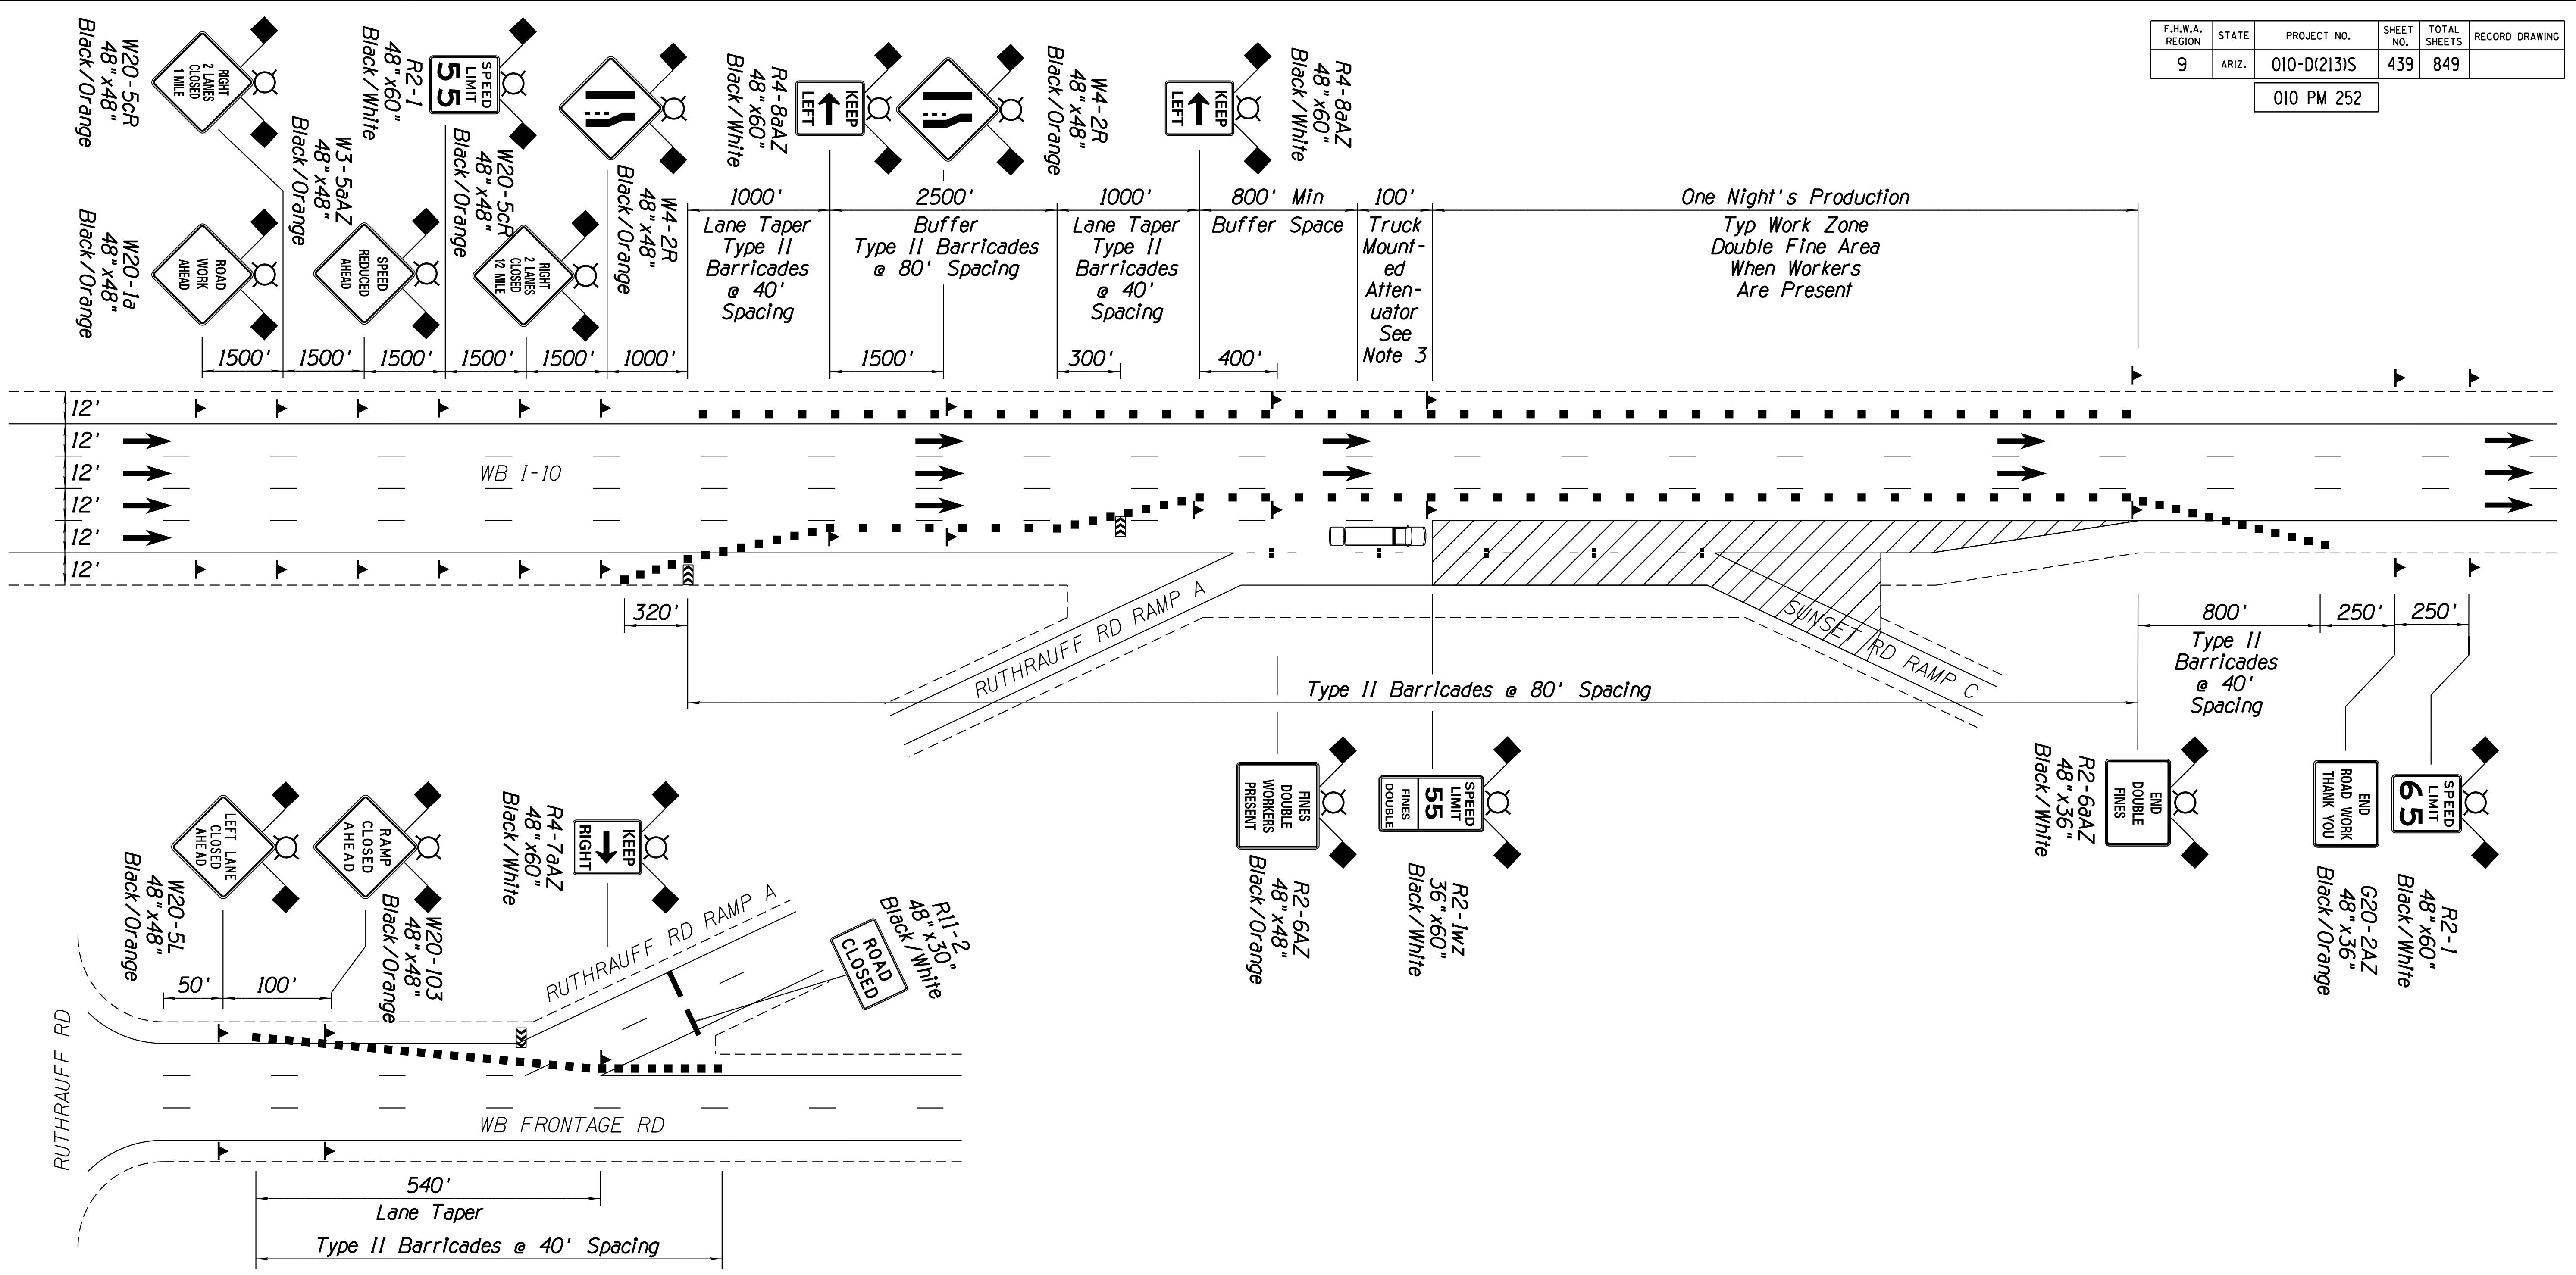 F.H.W.A. REGION
STATE
PROJECT NO.
SHEET NO.
TOTAL SHEETS
RECORD DRAWING
9
ARIZ.
010-D(213)S
439
849
010 PM 252
W20-5cR
48"x48"
Black/Orange
RIGHT
2 LANES
CLOSED
1 MILE
R2-1
48"x60"
Black/White
SPEED
LIMIT
55
W4-2R
48"x48"
Black/Orange
R4-8aAZ
48"x60"
Black/White
KEEP
LEFT
W4-2R
48"x48"
Black/Orange
R4-8aAZ
48"x60"
Black/White
KEEP
LEFT
W20-1a
48"x48"
Black/Orange
ROAD
WORK
AHEAD
W3-5aAZ
48"x48"
Black/Orange
SPEED
REDUCED
AHEAD
W20-5cR
48"x48"
Black/Orange
RIGHT
2 LANES
CLOSED
1/2 MILE
1000'
Lane Taper
Type II
Barricades
@ 40'
Spacing
2500'
Buffer
Type II Barricades
@ 80' Spacing
1000'
Lane Taper
Type II
Barricades
@ 40'
Spacing
800' Min
Buffer Space
100'
Truck
Mount-
ed
Atten-
uator
See
Note 3
One Night's Production
Typ Work Zone
Double Fine Area
When Workers
Are Present
1500'
1500'
1500'
1500'
1500'
1000'
1500'
300'
400'
12'
12'
12'
12'
12'
12'
WB I-10
320'
RUTHRAUFF RD RAMP A
SUNSET RD RAMP C
Type II Barricades @ 80' Spacing
800'
Type II
Barricades
@ 40'
Spacing
250'
250'
LEFT LANE
CLOSED
AHEAD
W20-5L
48"x48"
Black/Orange
RAMP
CLOSED
AHEAD
W20-103
48"x48"
Black/Orange
KEEP
RIGHT
R4-7aAZ
48"x60"
Black/White
ROAD
CLOSED
R11-2
48"x30"
Black/White
FINES
DOUBLE
WORKERS
PRESENT
R2-6AZ
48"x48"
Black/Orange
SPEED
LIMIT
55
FINES
DOUBLE
R2-1wz
36"x60"
Black/White
END
DOUBLE
FINES
R2-6aAZ
48"x36"
Black/White
END
ROAD WORK
THANK YOU
G20-2AZ
48"x36"
Black/Orange
SPEED
LIMIT
65
R2-1
48"x60"
Black/White
50'
100'
RUTHRAUFF RD RAMP A
RUTHRAUFF RD
WB FRONTAGE RD
540'
Lane Taper
Type II Barricades @ 40' Spacing